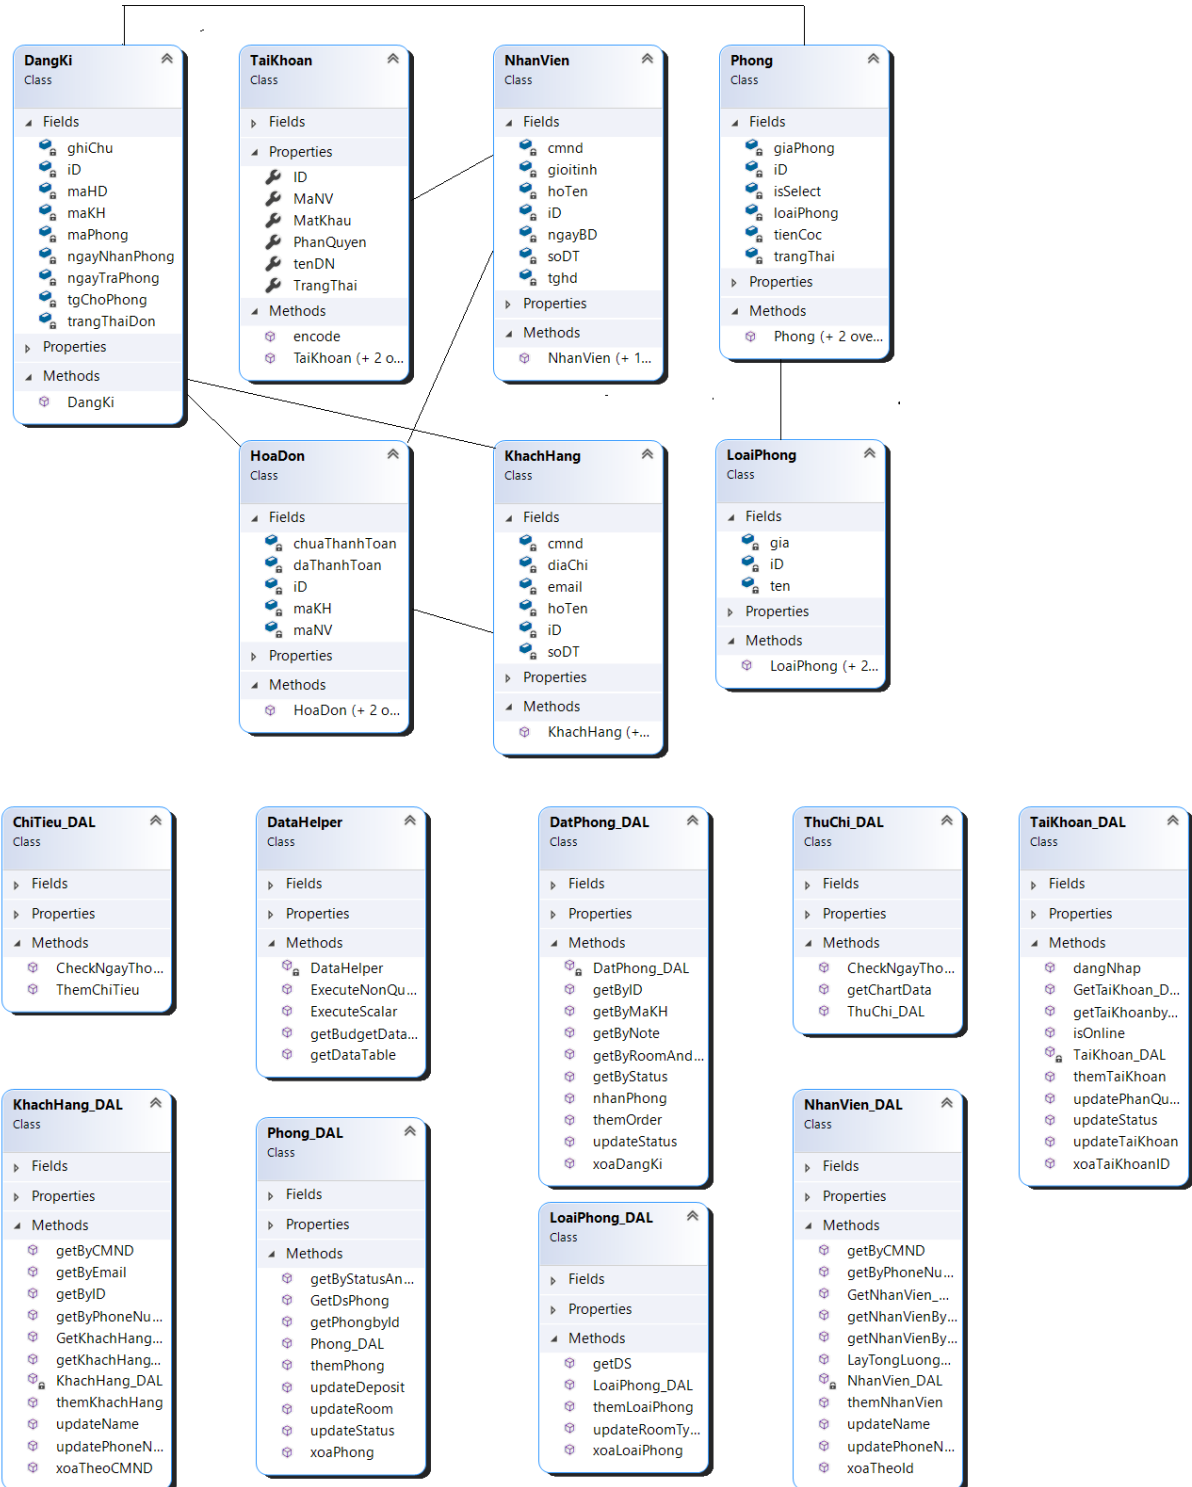 DangKi
Class
Fields
ghiChu
iD
maHD
maKH
maPhong
ngayNhanPhong
ngayTraPhong
tgChoPhong
trangThaiDon
Properties
Methods
DangKi
TaiKhoan
Class
Fields
Properties
ID
MaNV
MatKhau
PhanQuyen
tenDN
TrangThai
Methods
encode
TaiKhoan (+ 2 o...
NhanVien
Class
Fields
cmnd
gioitinh
hoTen
iD
ngayBD
soDT
tghd
Properties
Methods
NhanVien (+ 1...
Phong
Class
Fields
giaPhong
iD
isSelect
loaiPhong
tienCoc
trangThai
Properties
Methods
Phong (+ 2 ove...
HoaDon
Class
Fields
chuaThanhToan
daThanhToan
iD
maKH
maNV
Properties
Methods
HoaDon (+ 2 o...
KhachHang
Class
Fields
cmnd
diaChi
email
hoTen
iD
soDT
Properties
Methods
KhachHang (+...
LoaiPhong
Class
Fields
gia
iD
ten
Properties
Methods
LoaiPhong (+ 2...
ChiTieu_DAL
Class
Fields
Properties
Methods
CheckNgayTho...
ThemChiTieu
DataHelper
Class
Fields
Properties
Methods
DataHelper
ExecuteNonQu...
ExecuteScalar
getBudgetData...
getDataTable
DatPhong_DAL
Class
Fields
Properties
Methods
DatPhong_DAL
getByID
getByMaKH
getByNote
getByRoomAnd...
getByStatus
nhanPhong
themOrder
updateStatus
xoaDangKi
ThuChi_DAL
Class
Fields
Properties
Methods
CheckNgayTho...
getChartData
ThuChi_DAL
TaiKhoan_DAL
Class
Fields
Properties
Methods
dangNhap
GetTaiKhoan_D...
getTaiKhoanby...
isOnline
TaiKhoan_DAL
themTaiKhoan
updatePhanQu...
updateStatus
updateTaiKhoan
xoaTaiKhoanID
KhachHang_DAL
Class
Fields
Properties
Methods
getByCMND
getByEmail
getByID
getByPhoneNu...
GetKhachHang...
getKhachHang...
KhachHang_DAL
themKhachHang
updateName
updatePhoneN...
xoaTheoCMND
Phong_DAL
Class
Fields
Properties
Methods
getByStatusAn...
GetDsPhong
getPhongbyId
Phong_DAL
themPhong
updateDeposit
updateRoom
updateStatus
xoaPhong
LoaiPhong_DAL
Class
Fields
Properties
Methods
getDS
LoaiPhong_DAL
themLoaiPhong
updateRoomTy...
xoaLoaiPhong
NhanVien_DAL
Class
Fields
Properties
Methods
getByCMND
getByPhoneNu...
GetNhanVien_...
getNhanVienBy...
getNhanVienBy...
LayTongLuong...
NhanVien_DAL
themNhanVien
updateName
updatePhoneN...
xoaTheoId